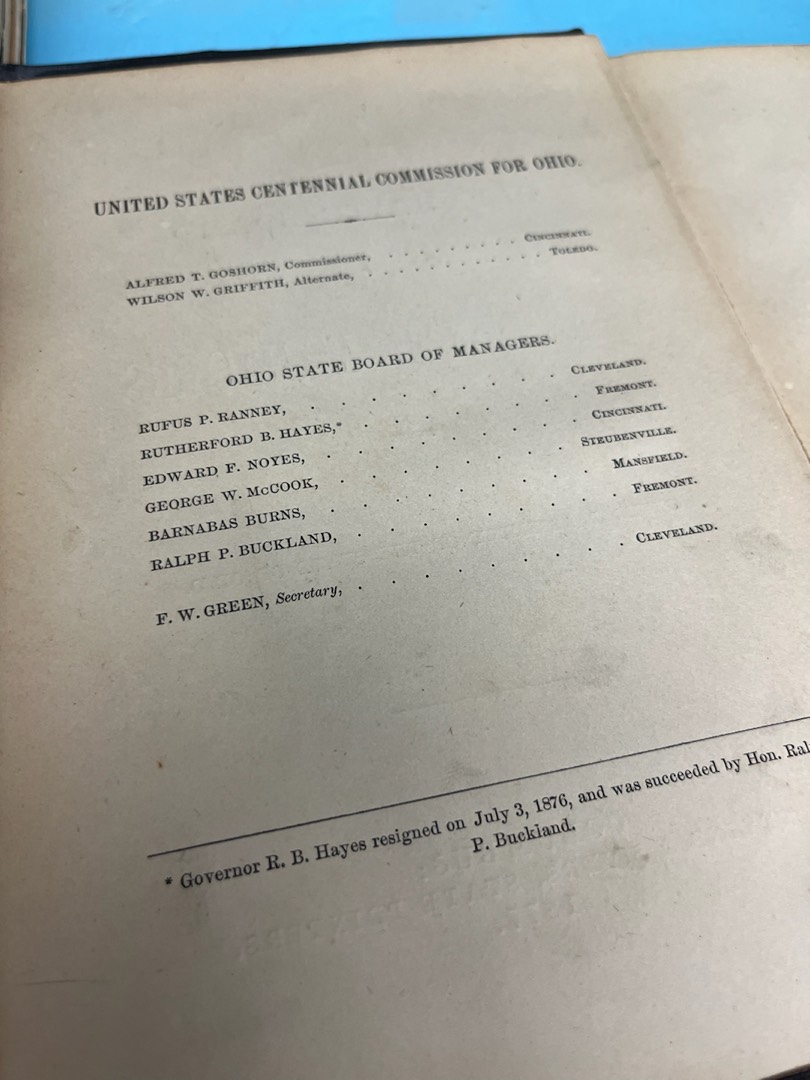 UNITED STATES CENTENNIAL COMMISSION FOR OHIO.
ALFRED T. GOSHORN, Commissioner, . . . . . . . . CINCINNATI.
WILSON W. GRIFFITH, Alternate, . . . . . . . . . . TOLEDO.
OHIO STATE BOARD OF MANAGERS.
RUFUS P. RANNEY, . . . . . . . . . CLEVELAND.
RUTHERFORD B. HAYES,* . . . . . . . . FREMONT.
EDWARD F. NOYES, . . . . . . . . . CINCINNATI.
GEORGE W. McCOOK, . . . . . . . . STEUBENVILLE.
BARNABAS BURNS, . . . . . . . . . MANSFIELD.
RALPH P. BUCKLAND, . . . . . . . . . FREMONT.
F. W. GREEN, Secretary, . . . . . . . . . CLEVELAND.
* Governor R. B. Hayes resigned on July 3, 1876, and was succeeded by Hon. Ral
P. Buckland.